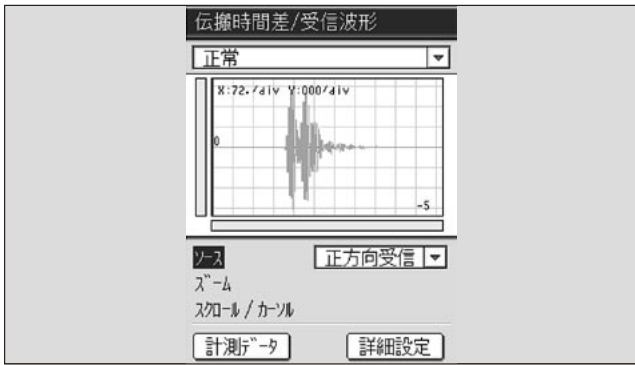 伝搬時間差/受信波形
正常
X:72./div Y:000/div
0
-5
ソース
正方向受信
ズーム
スクロール / カーソル
計測データ
詳細設定